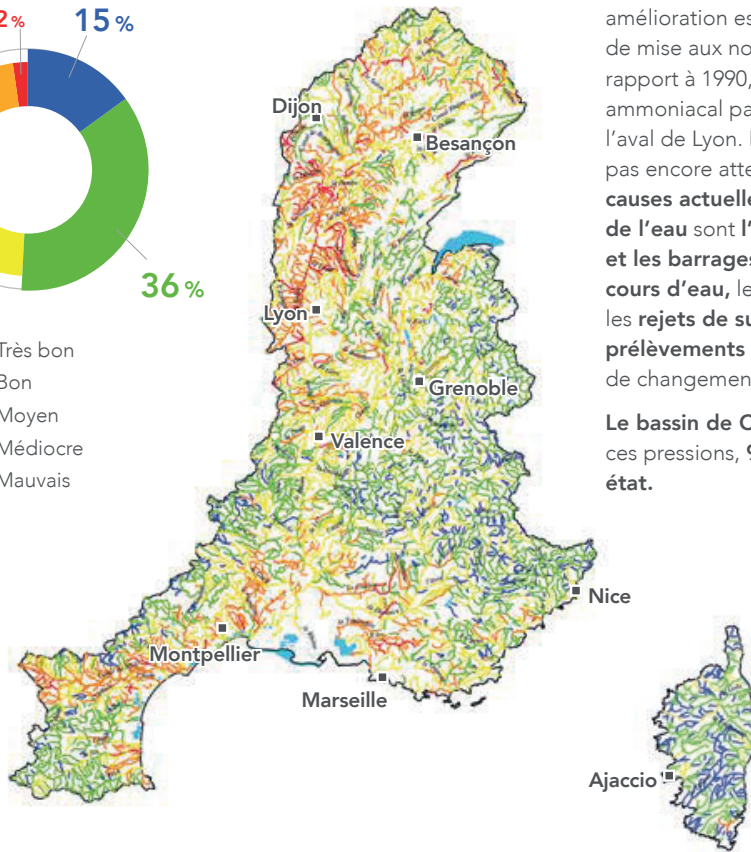 2 %
15 %
36 %
Très bon
Bon
Moyen
Médiocre
Mauvais
Dijon
Besançon
Lyon
Grenoble
Valence
Nice
Montpellier
Marseille
Ajaccio
amélioration es
de mise aux no
rapport à 1990,
ammoniacal pa
l'aval de Lyon.
pas encore atte
causes actuelle
de l'eau sont l'
et les barrages
cours d'eau, le
les rejets de su
prélèvements
de changemen
Le bassin de C
ces pressions, 9
état.